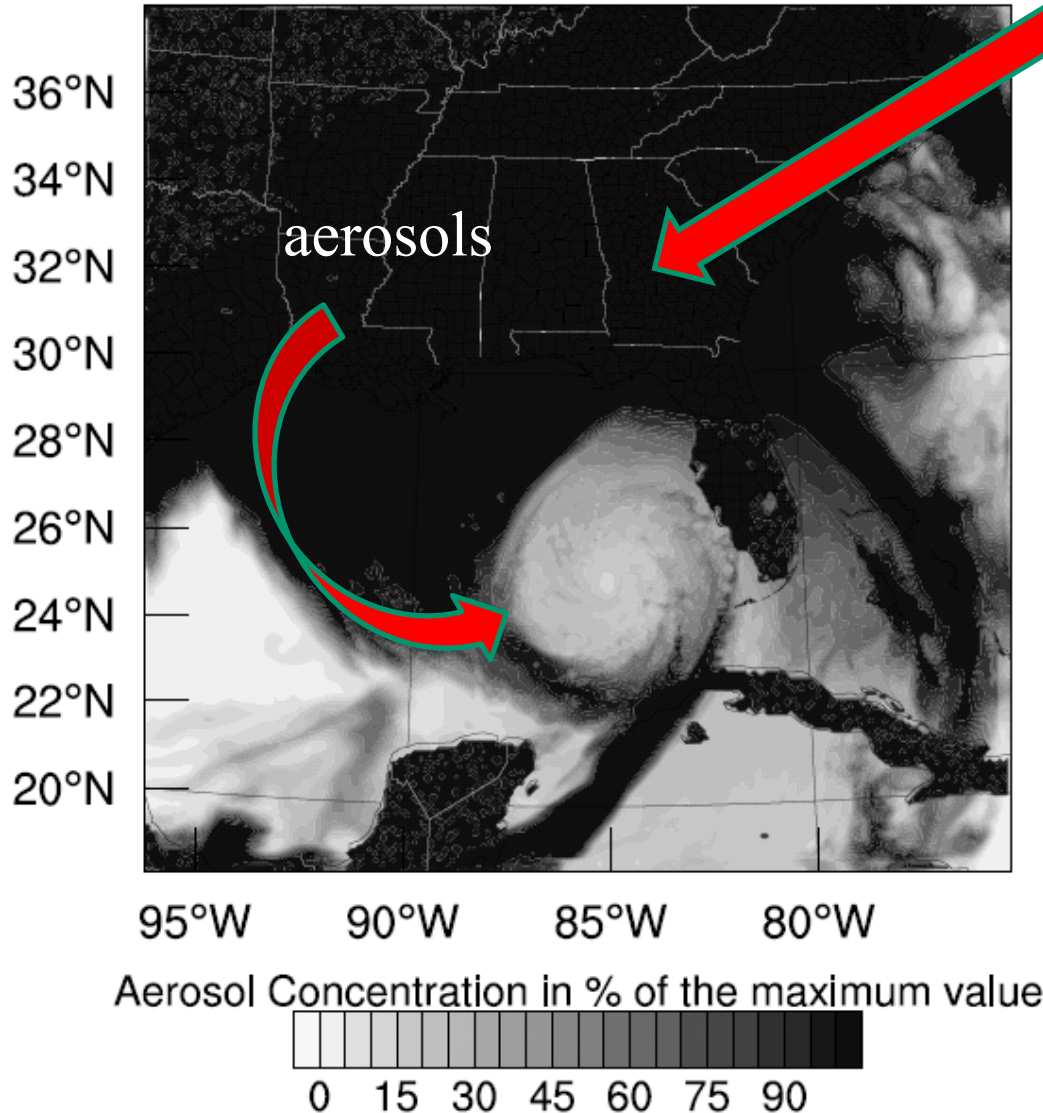 36°N
34°N
aerosols
32°N
30°N
28°N
26°N
24°N
22°N
20°N
95°W 90°W 85°W 80°W
Aerosol Concentration in % of the maximum value
0 15 30 45 60 75 90